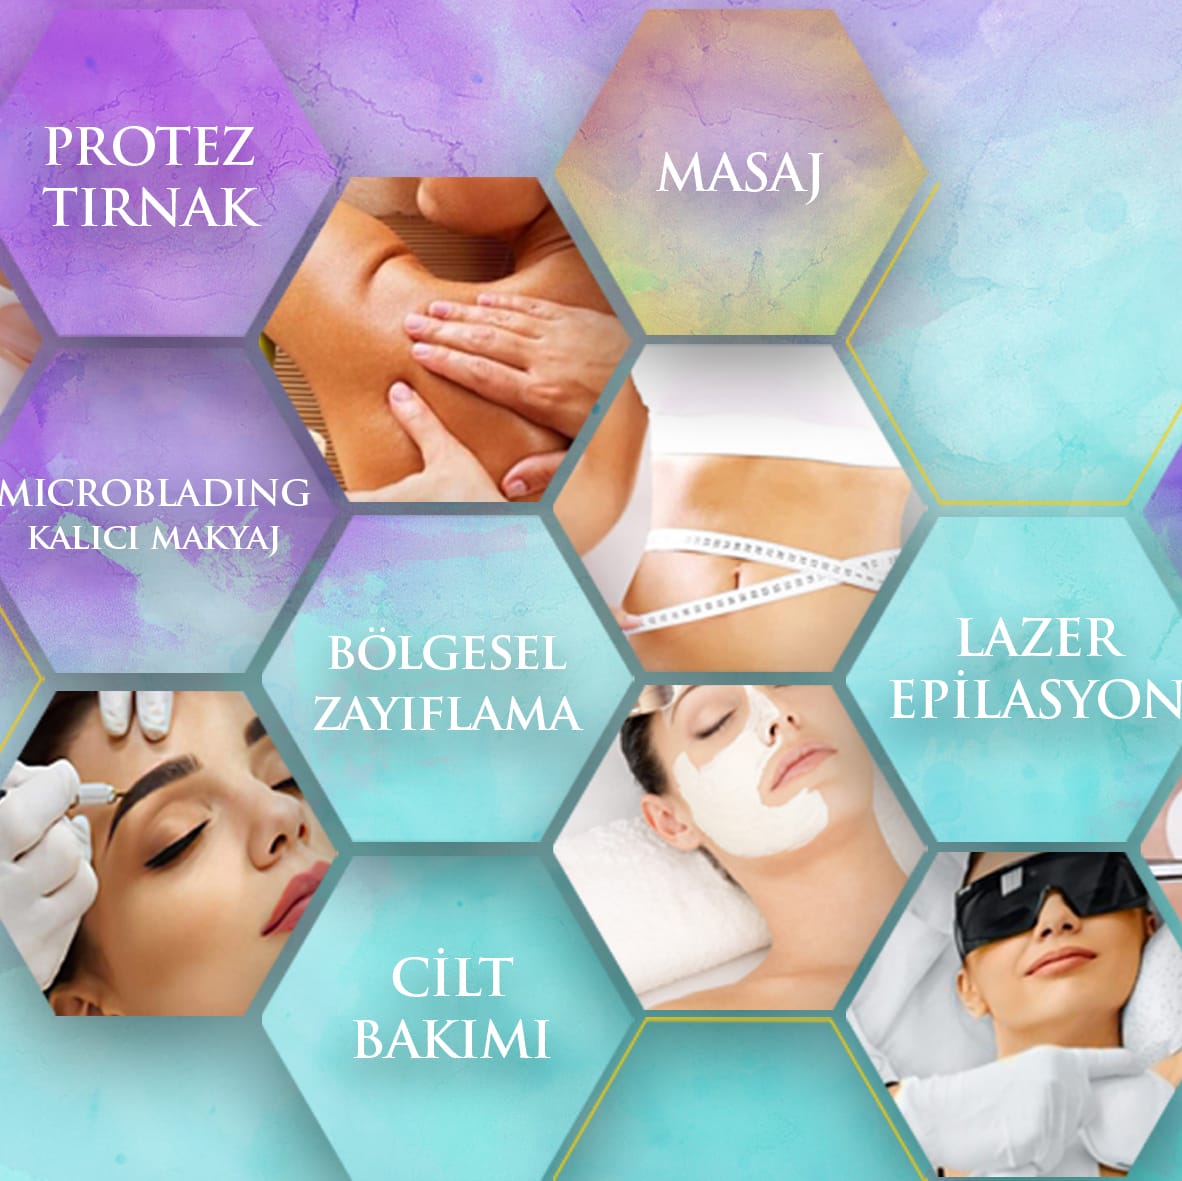 PROTEZ
TIRNAK
MASAJ
MICROBLADING
KALICI MAKYAJ
BÖLGESEL
ZAYIFLAMA
LAZER
EPİLASYON
CİLT
BAKIMI